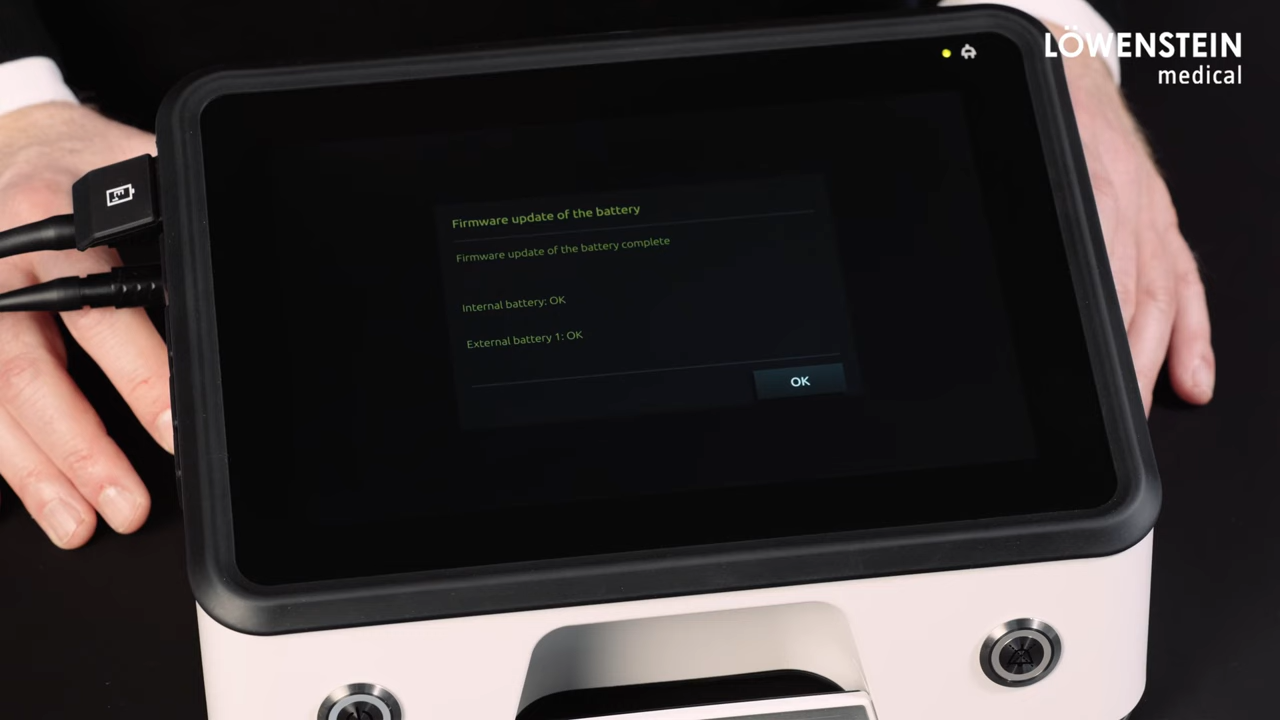 LÖWENSTEIN
medical
E1
Firmware update of the battery
Firmware update of the battery complete
Internal battery: OK
External battery 1: OK
OK